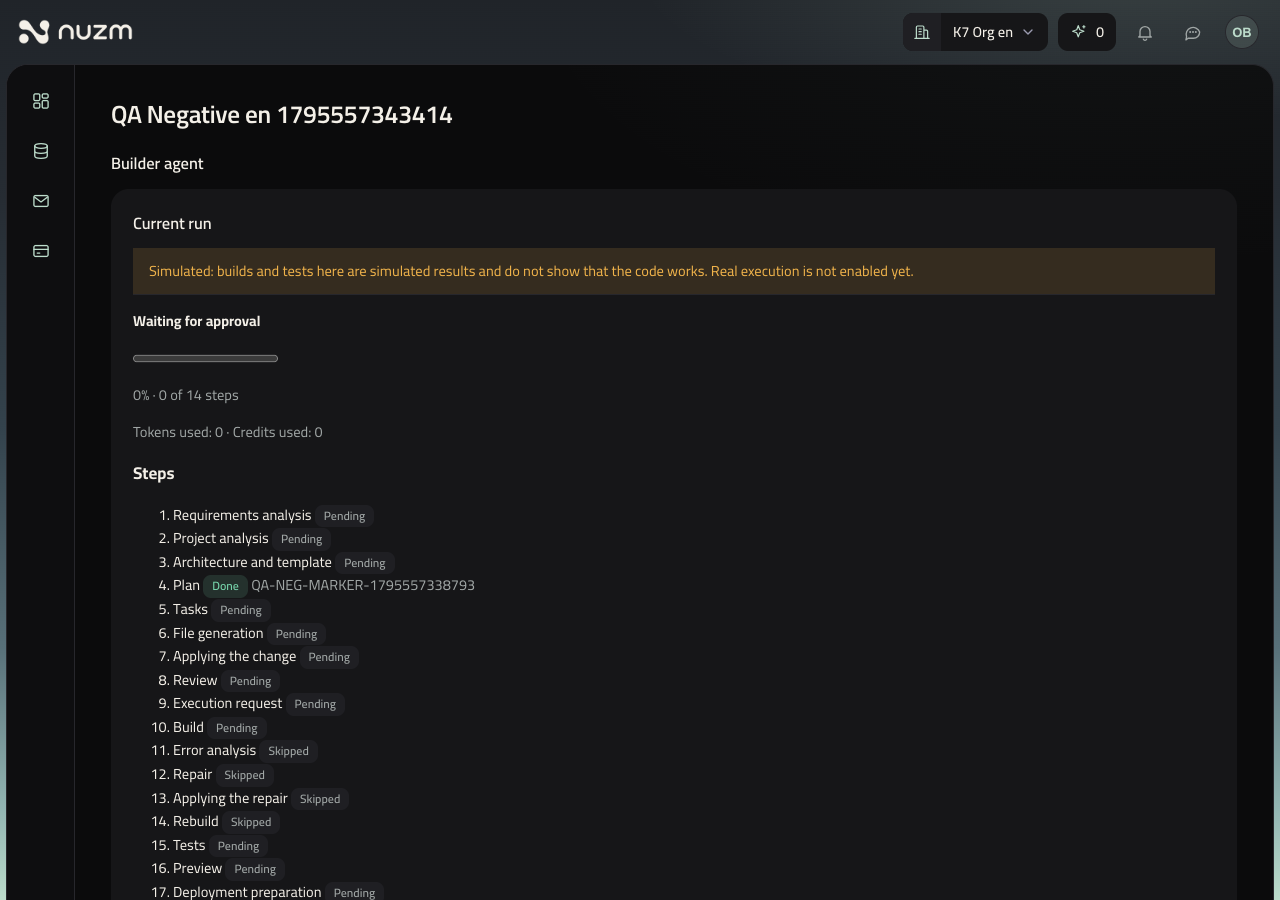 nuzm
K7 Org en
0
OB
QA Negative en 1795557343414
Builder agent
Current run
Simulated: builds and tests here are simulated results and do not show that the code works. Real execution is not enabled yet.
Waiting for approval
0% · 0 of 14 steps
Tokens used: 0 · Credits used: 0
Steps
1. Requirements analysis Pending
2. Project analysis Pending
3. Architecture and template Pending
4. Plan Done QA-NEG-MARKER-1795557338793
5. Tasks Pending
6. File generation Pending
7. Applying the change Pending
8. Review Pending
9. Execution request Pending
10. Build Pending
11. Error analysis Skipped
12. Repair Skipped
13. Applying the repair Skipped
14. Rebuild Skipped
15. Tests Pending
16. Preview Pending
17. Deployment preparation Pending